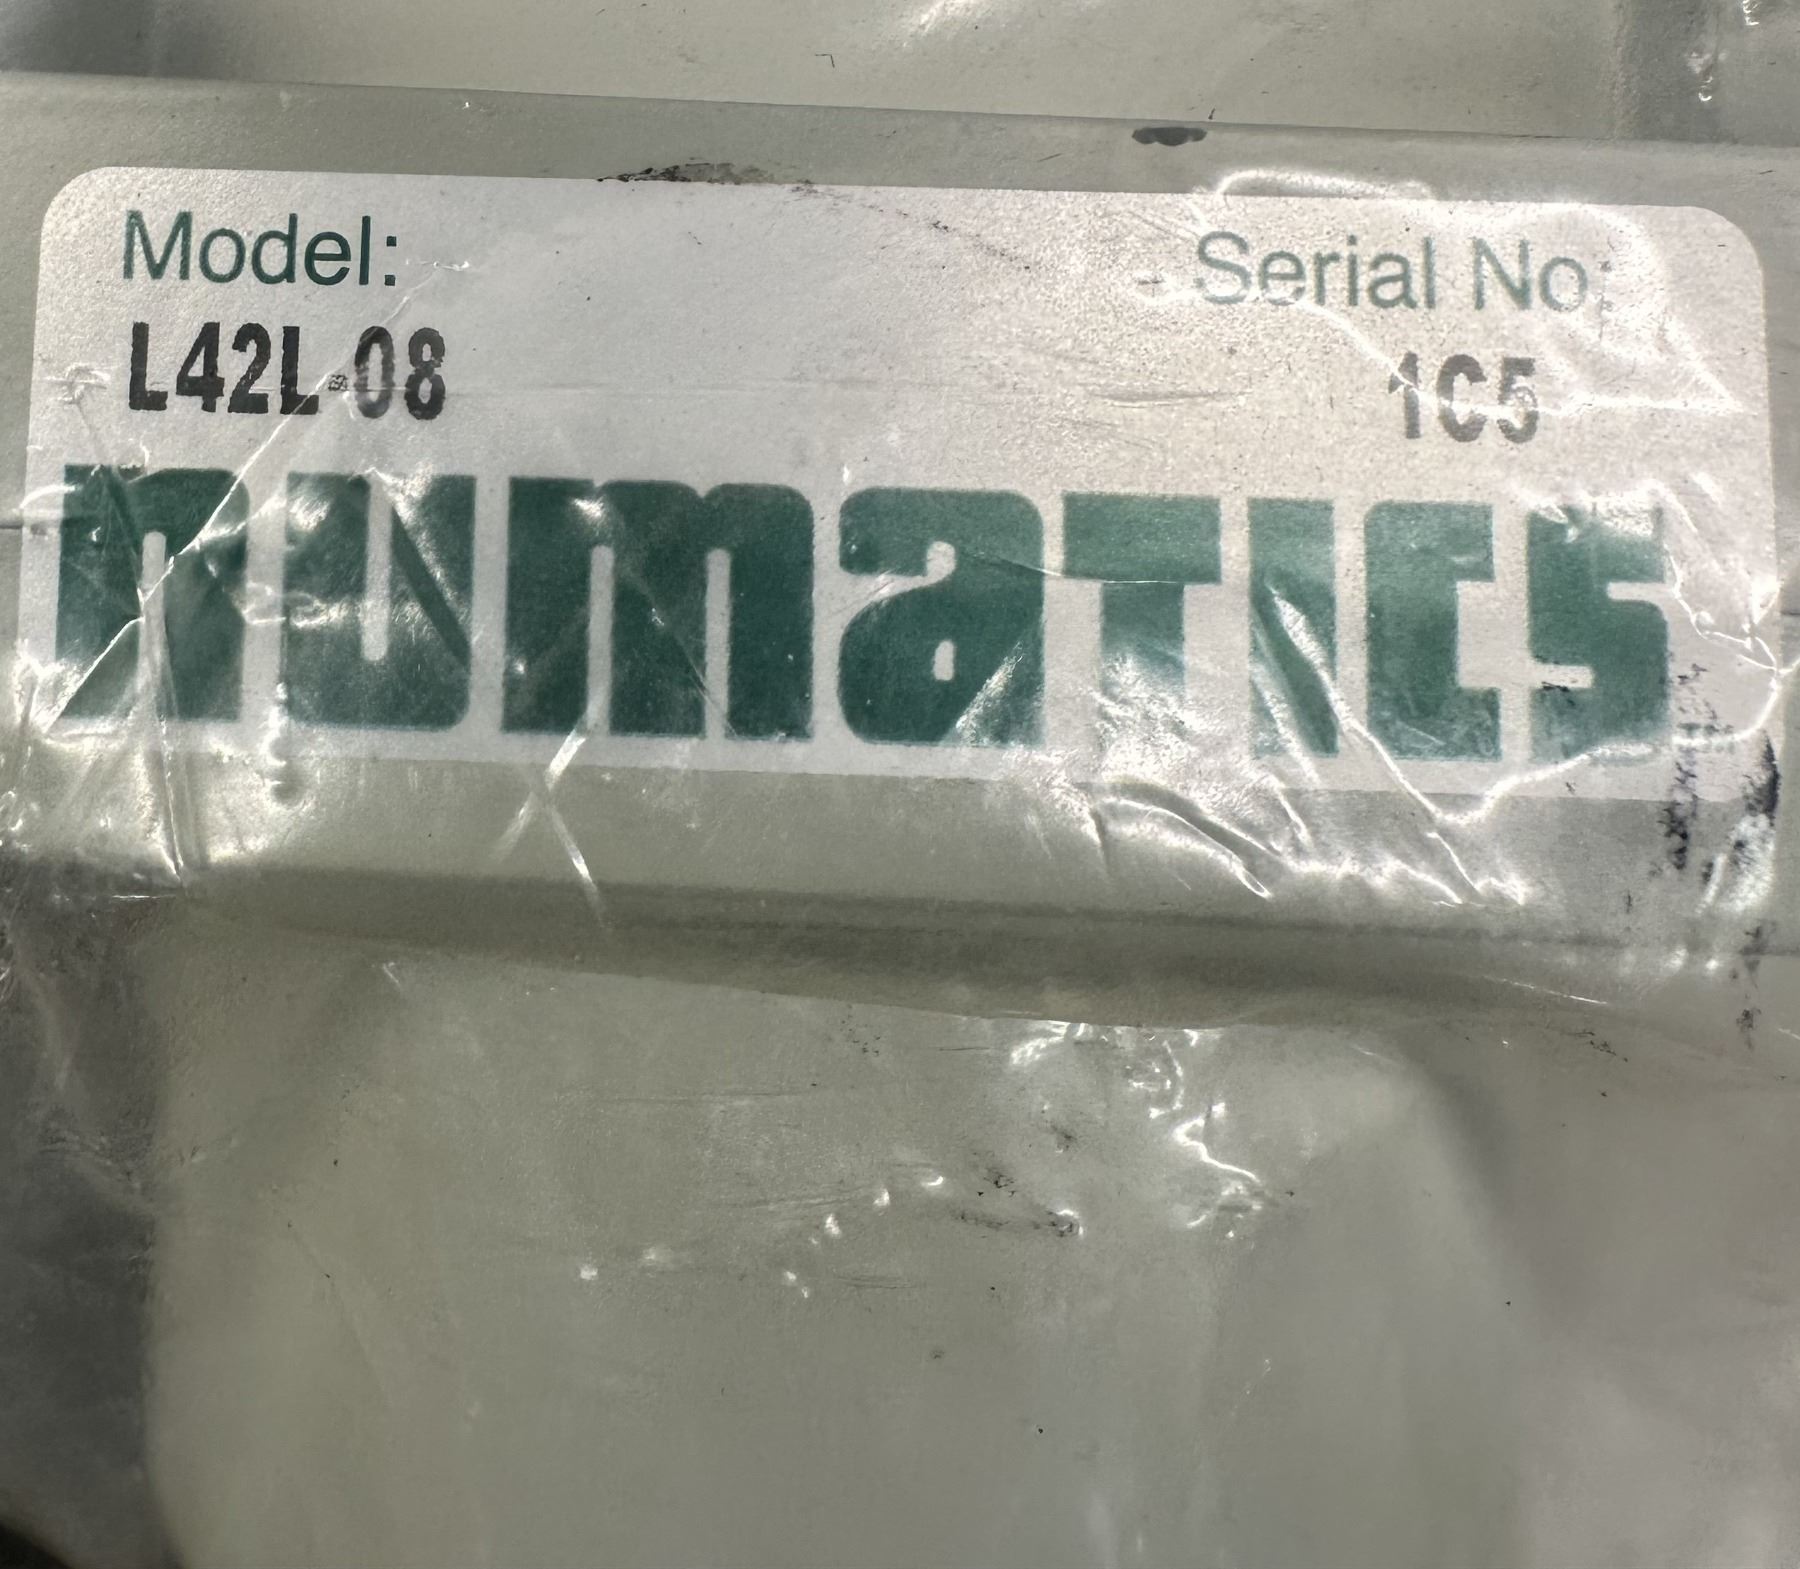 Model: Serial No:
L42L-08 1C5
numatics